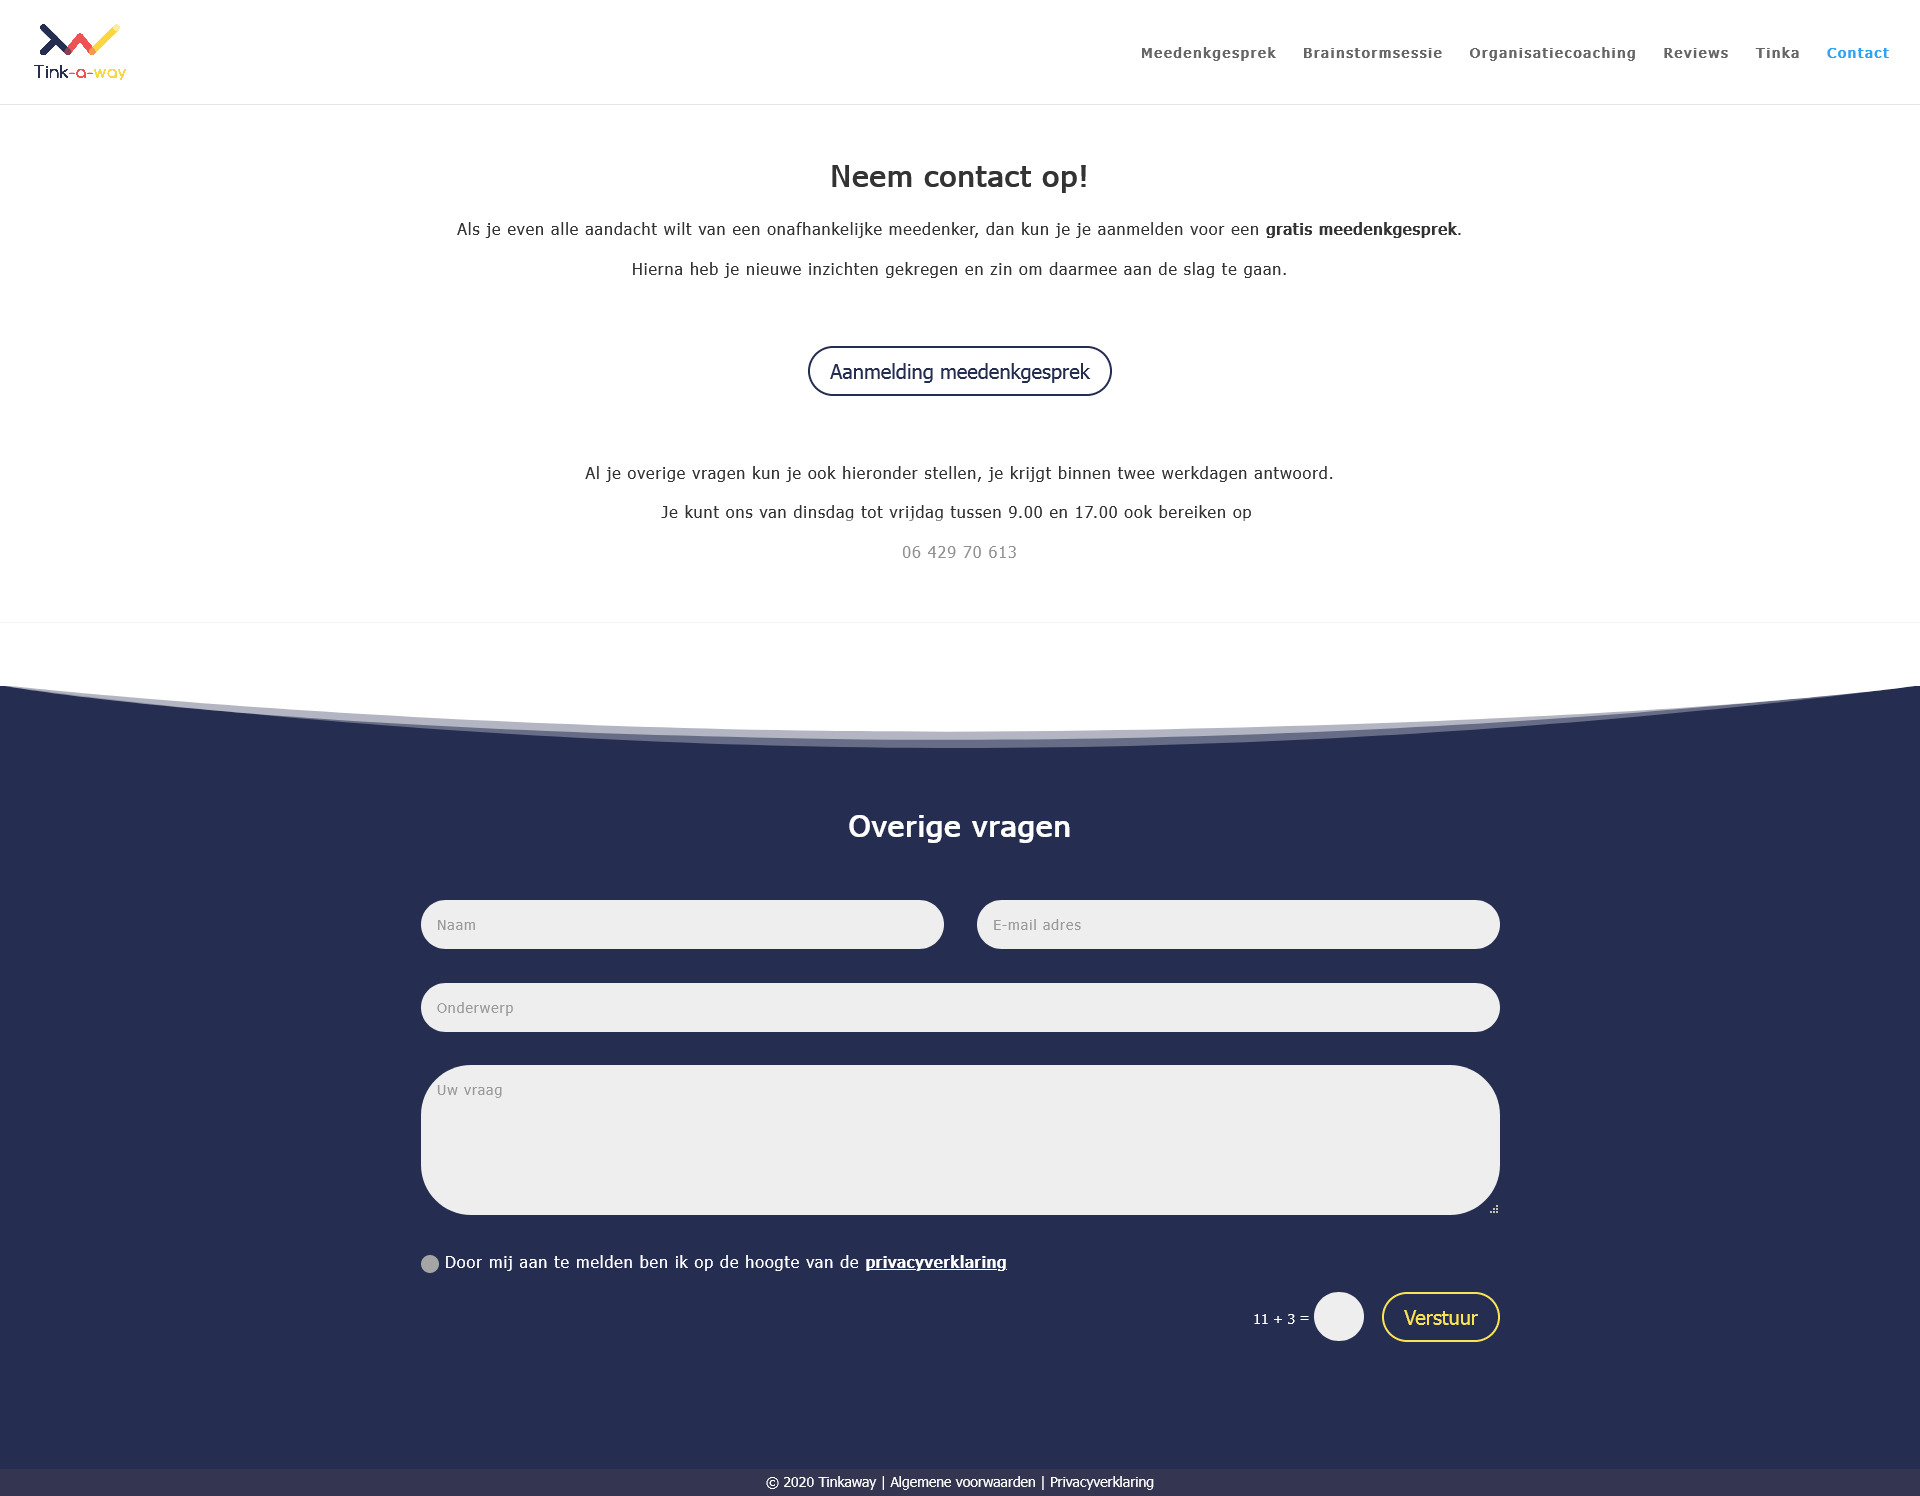 Tink-a-way
Meedenkgesprek Brainstormsessie Organisatiecoaching Reviews Tinka Contact
Neem contact op!
Als je even alle aandacht wilt van een onafhankelijke meedenker, dan kun je je aanmelden voor een gratis meedenkgesprek.
Hierna heb je nieuwe inzichten gekregen en zin om daarmee aan de slag te gaan.
Aanmelding meedenkgesprek
Al je overige vragen kun je ook hieronder stellen, je krijgt binnen twee werkdagen antwoord.
Je kunt ons van dinsdag tot vrijdag tussen 9.00 en 17.00 ook bereiken op
06 429 70 613
Overige vragen
Naam
E-mail adres
Onderwerp
Uw vraag
Door mij aan te melden ben ik op de hoogte van de privacyverklaring
11 + 3 =
Verstuur
© 2020 Tinkaway | Algemene voorwaarden | Privacyverklaring